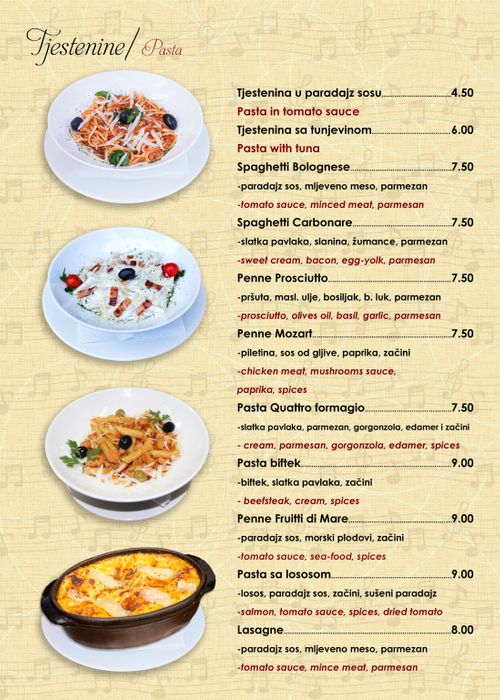 Tjestenine/ Pasta
Tjestenina u paradajz sosu 4.50
Pasta in tomato sauce
Tjestenina sa tunjevinom 6.00
Pasta with tuna
Spaghetti Bolognese 7.50
-paradajz sos, mljeveno meso, parmezan
-tomato sauce, minced meat, parmesan
Spaghetti Carbonare 7.50
-slatka pavlaka, slanina, žumance, parmezan
-sweet cream, bacon, egg-yolk, parmesan
Penne Prosciutto 7.50
-pršuta, masl. ulje, bosiljak, b. luk, parmezan
-prosciutto, olives oil, basil, garlic, parmesan
Penne Mozart 7.50
-piletina, sos od gljive, paprika, začini
-chicken meat, mushrooms sauce,
paprika, spices
Pasta Quattro formagio 7.50
-slatka pavlaka, parmezan, gorgonzola, edamer i začini
- cream, parmesan, gorgonzola, edamer, spices
Pasta biftek 9.00
-biftek, slatka pavlaka, začini
- beefsteak, cream, spices
Penne Fruitti di Mare 9.00
-paradajz sos, morski plodovi, začini
-tomato sauce, sea-food, spices
Pasta sa lososom 9.00
-losos, paradajz sos, začini, sušeni paradajz
-salmon, tomato sauce, spices, dried tomato
Lasagne 8.00
-paradajz sos, mljeveno meso, parmezan
-tomato sauce, mince meat, parmesan